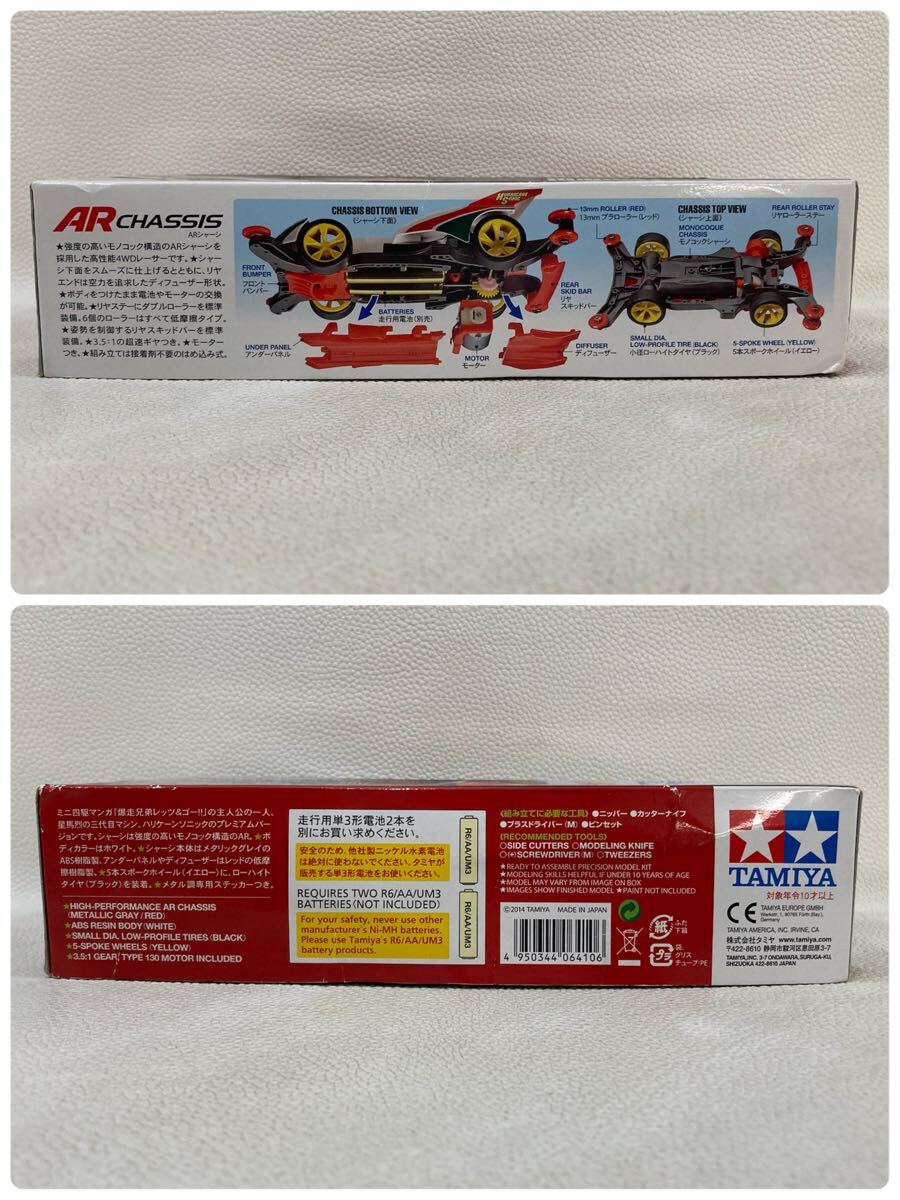 AR CHASSIS
ARシャーシ
★強度の高いモノコック構造のARシャーシを
採用した高性能4WDレーサーです。★シャー
シ下面をスムーズに仕上げるとともに、リヤ
エンドは空力を追求したディフューザー形状。
★ボディをつけたまま電池やモーターの交換
が可能。★リヤステーにダブルローラーを標準
装備。6個のローラーはすべて低摩擦タイプ。
★姿勢を制御するリヤスキッドバーを標準
装備。★3.5:1の超速ギヤつき。★モーター
つき。★組み立ては接着剤不要のはめ込み式。
CHASSIS BOTTOM VIEW
(シャーシ下面)
HURRICANE SONIC
FRONT
BUMPER
フロント
バンパー
BATTERIES
走行用電池(別売)
UNDER PANEL
アンダーパネル
MOTOR
モーター
DIFFUSER
ディフューザー
REAR
SKID BAR
リヤ
スキッドバー
13mm ROLLER (RED)
13mmプラローラー(レッド)
CHASSIS TOP VIEW
(シャーシ上面)
MONOCOQUE
CHASSIS
モノコックシャーシ
REAR ROLLER STAY
リヤローラーステー
SMALL DIA.
LOW-PROFILE TIRE (BLACK)
小径ローハイトタイヤ(ブラック)
5-SPOKE WHEEL (YELLOW)
5本スポークホイール(イエロー)
ミニ四駆マンガ「爆走兄弟レッツ&ゴー!!」の主人公の一人、
星馬烈の三代目マシン、ハリケーンソニックのプレミアムバー
ジョンです。シャーシは強度の高いモノコック構造のAR。★ボ
ディカラーはホワイト。★シャーシ本体はメタリックグレイの
ABS樹脂製。アンダーパネルやディフューザーはレッドの低摩
擦樹脂製。★5本スポークホイール(イエロー)に、ローハイト
タイヤ(ブラック)を装着。★メタル調専用ステッカーつき。
★HIGH-PERFORMANCE AR CHASSIS
(METALLIC GRAY / RED)
★ABS RESIN BODY (WHITE)
★SMALL DIA. LOW-PROFILE TIRES (BLACK)
★5-SPOKE WHEELS (YELLOW)
★3.5:1 GEAR, TYPE 130 MOTOR INCLUDED
走行用単3形電池2本を
別にお買い求めください。
安全のため、他社製ニッケル水素電池
は絶対に使わないでください。タミヤが
販売する単3形電池をお使いください。
REQUIRES TWO R6/AA/UM3
BATTERIES (NOT INCLUDED)
For your safety, never use other
manufacturer's Ni-MH batteries.
Please use Tamiya's R6/AA/UM3
battery products.
R6/AA/UM3
R6/AA/UM3
《組み立てに必要な工具》●ニッパー ●カッターナイフ
●プラスドライバー(M) ●ピンセット
《RECOMMENDED TOOLS》
○SIDE CUTTERS ○MODELING KNIFE
○(+)SCREWDRIVER (M) ○TWEEZERS
★READY TO ASSEMBLE PRECISION MODEL KIT
★MODELING SKILLS HELPFUL IF UNDER 10 YEARS OF AGE
★MODEL MAY VARY FROM IMAGE ON BOX
★IMAGES SHOW FINISHED MODEL ★PAINT NOT INCLUDED
©2014 TAMIYA MADE IN JAPAN
4 950344 064106
紙 ふた
下箱
プラ 袋、
グリス
チューブ:PE
TAMIYA
対象年令10才以上
CE
TAMIYA EUROPE GMBH
Werkstr. 1, 90765 Fürth (Bay.),
Germany
TAMIYA AMERICA, INC. IRVINE, CA
株式会社タミヤ www.tamiya.com
〒422-8610 静岡市駿河区恩田原3-7
TAMIYA,INC. 3-7 ONDAWARA,SURUGA-KU,
SHIZUOKA 422-8610 JAPAN